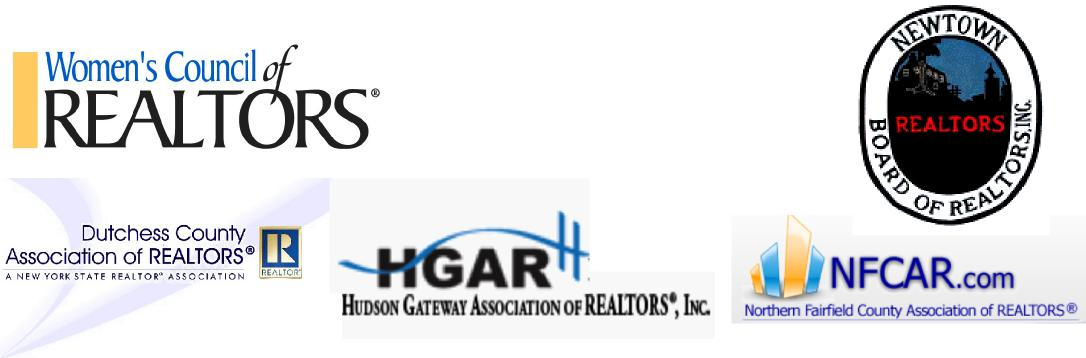 Women's Council of
REALTORS®
NEWTOWN
REALTORS
BOARD OF REALTORS, INC.
Dutchess County
Association of REALTORS®
A NEW YORK STATE REALTOR® ASSOCIATION
R
REALTOR®
HGAR
HUDSON GATEWAY ASSOCIATION OF REALTORS®, INC.
NFCAR.com
Northern Fairfield County Association of REALTORS®